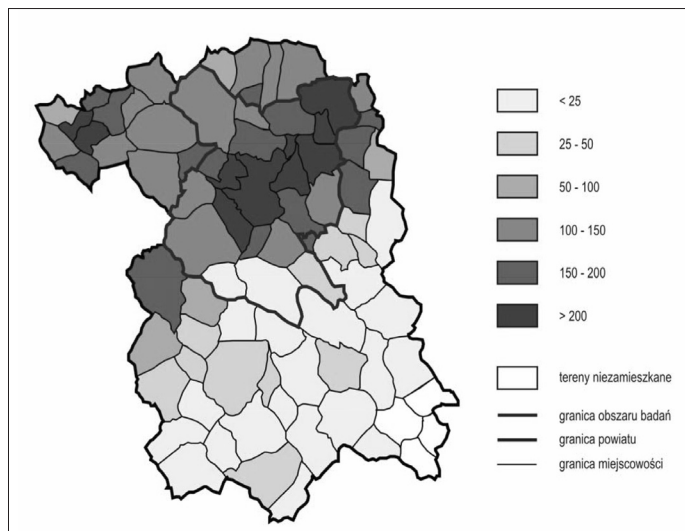 < 25
25 - 50
50 - 100
100 - 150
150 - 200
> 200
tereny niezamieszkane
granica obszaru badań
granica powiatu
granica miejscowości